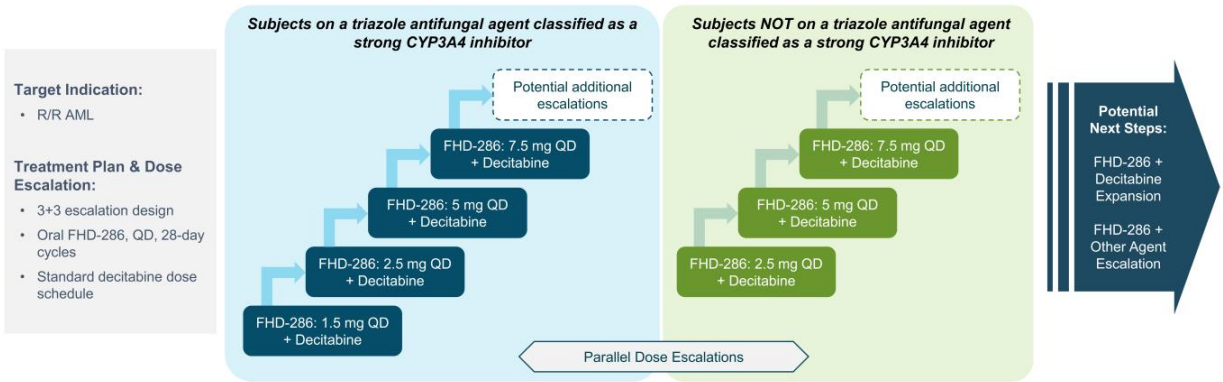 Target Indication:
• R/R AML
Treatment Plan & Dose
Escalation:
• 3+3 escalation design
• Oral FHD-286, QD, 28-day
cycles
• Standard decitabine dose
schedule
Subjects on a triazole antifungal agent classified as a
strong CYP3A4 inhibitor
Potential additional
escalations
FHD-286: 7.5 mg QD
+ Decitabine
FHD-286: 5 mg QD
+ Decitabine
FHD-286: 2.5 mg QD
+ Decitabine
FHD-286: 1.5 mg QD
+ Decitabine
Subjects NOT on a triazole antifungal agent
classified as a strong CYP3A4 inhibitor
Potential additional
escalations
FHD-286: 7.5 mg QD
+ Decitabine
FHD-286: 5 mg QD
+ Decitabine
FHD-286: 2.5 mg QD
+ Decitabine
Parallel Dose Escalations
Potential
Next Steps:
FHD-286 +
Decitabine
Expansion
FHD-286 +
Other Agent
Escalation